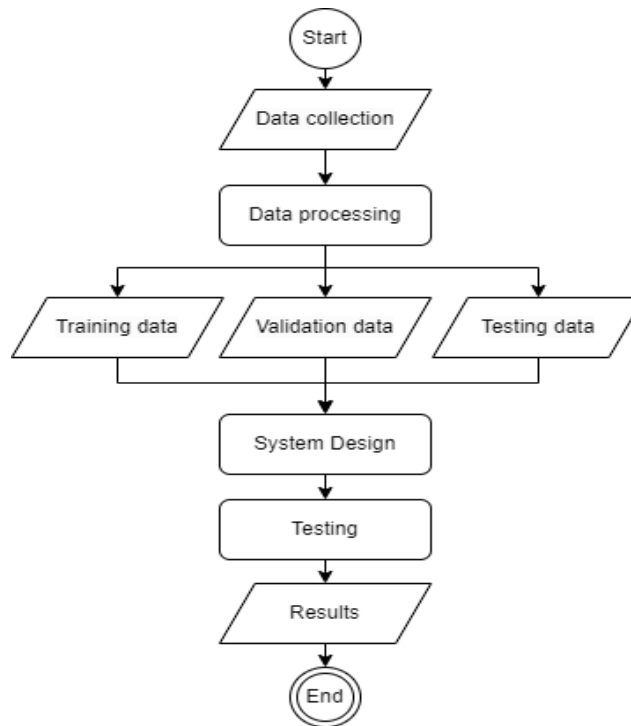 Start
Data collection
Data processing
Training data
Validation data
Testing data
System Design
Testing
Results
End